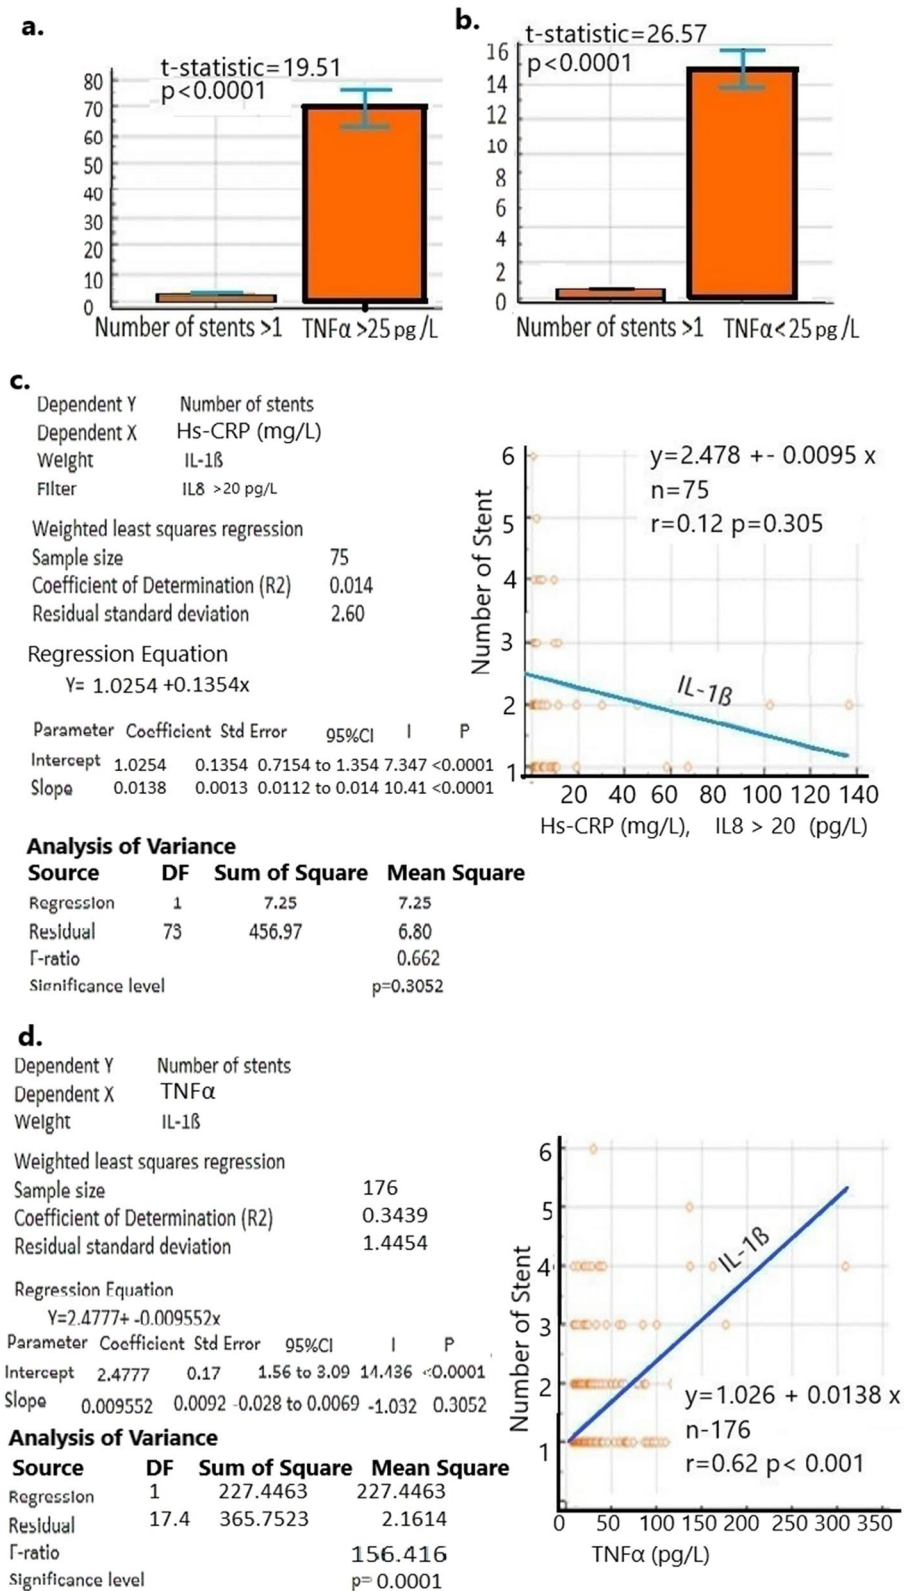 a.
t-statistic=19.51
p<0.0001
80
70
60
50
40
30
20
10
0
Number of stents >1 TNFα >25 pg /L
b.
t-statistic=26.57
p<0.0001
16
14
12
10
8
6
4
2
0
Number of stents >1 TNFα<25 pg /L
c.
Dependent Y Number of stents
Dependent X Hs-CRP (mg/L)
Weight IL-1ß
Filter IL8 >20 pg/L
Weighted least squares regression
Sample size 75
Coefficient of Determination (R2) 0.014
Residual standard deviation 2.60
Regression Equation
Y= 1.0254 +0.1354x
Parameter Coefficient Std Error 95%CI I P
Intercept 1.0254 0.1354 0.7154 to 1.354 7.347 <0.0001
Slope 0.0138 0.0013 0.0112 to 0.014 10.41 <0.0001
Analysis of Variance
Source DF Sum of Square Mean Square
Regression 1 7.25 7.25
Residual 73 456.97 6.80
F-ratio 0.662
Significance level p=0.3052
y=2.478 +- 0.0095 x
n=75
r=0.12 p=0.305
Number of Stent
6
5
4
3
2
1
IL-1ß
20 40 60 80 100 120 140
Hs-CRP (mg/L), IL8 > 20 (pg/L)
d.
Dependent Y Number of stents
Dependent X TNFα
Weight IL-1ß
Weighted least squares regression
Sample size 176
Coefficient of Determination (R2) 0.3439
Residual standard deviation 1.4454
Regression Equation
Y=2.4777+ -0.009552x
Parameter Coefficient Std Error 95%CI I P
Intercept 2.4777 0.17 1.56 to 3.09 14.436 <0.0001
Slope 0.009552 0.0092 -0.028 to 0.0069 -1.032 0.3052
Analysis of Variance
Source DF Sum of Square Mean Square
Regression 1 227.4463 227.4463
Residual 17.4 365.7523 2.1614
F-ratio 156.416
Significance level p= 0.0001
Number of Stent
6
5
4
3
2
1
IL-1ß
y=1.026 + 0.0138 x
n-176
r=0.62 p< 0.001
0 50 100 150 200 250 300 350
TNFα (pg/L)